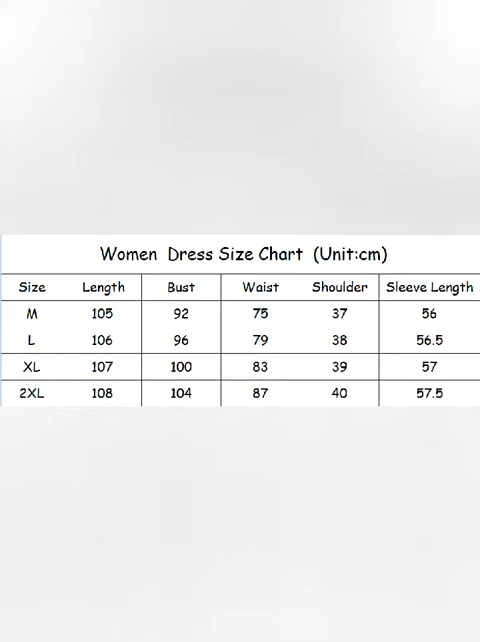 Women Dress Size Chart (Unit:cm)
Size Length Bust Waist Shoulder Sleeve Length
M 105 92 75 37 56
L 106 96 79 38 56.5
XL 107 100 83 39 57
2XL 108 104 87 40 57.5